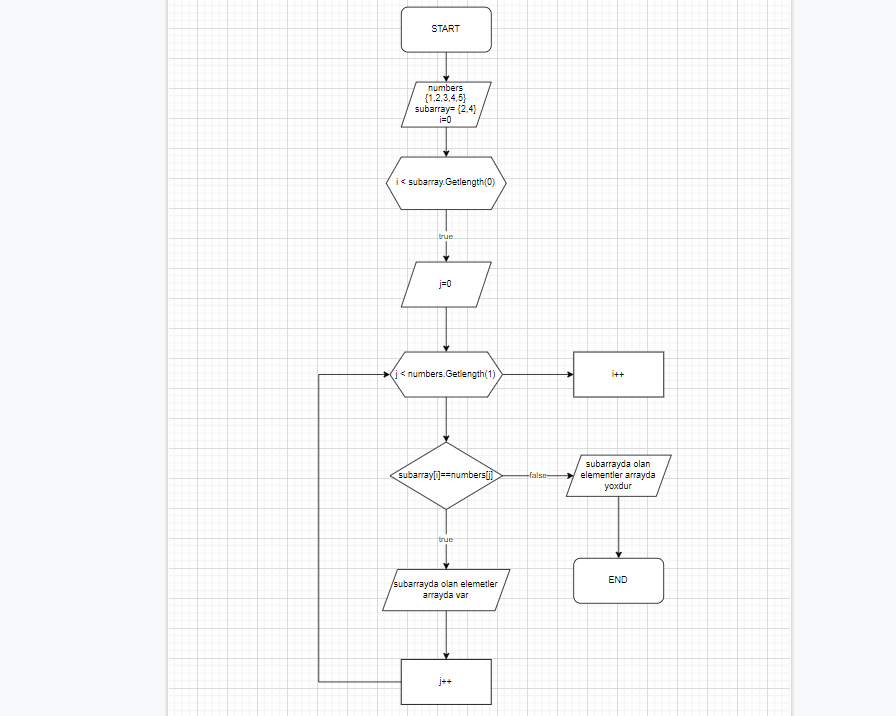 START
numbers
{1,2,3,4,5}
subarray= {2,4}
i=0
i < subarray.Getlength(0)
true
j=0
j < numbers.Getlength(1)
i++
subarray[i]==numbers[j]
false
subarrayda olan
elementler arrayda
yoxdur
true
subarrayda olan elemetler
arrayda var
END
j++